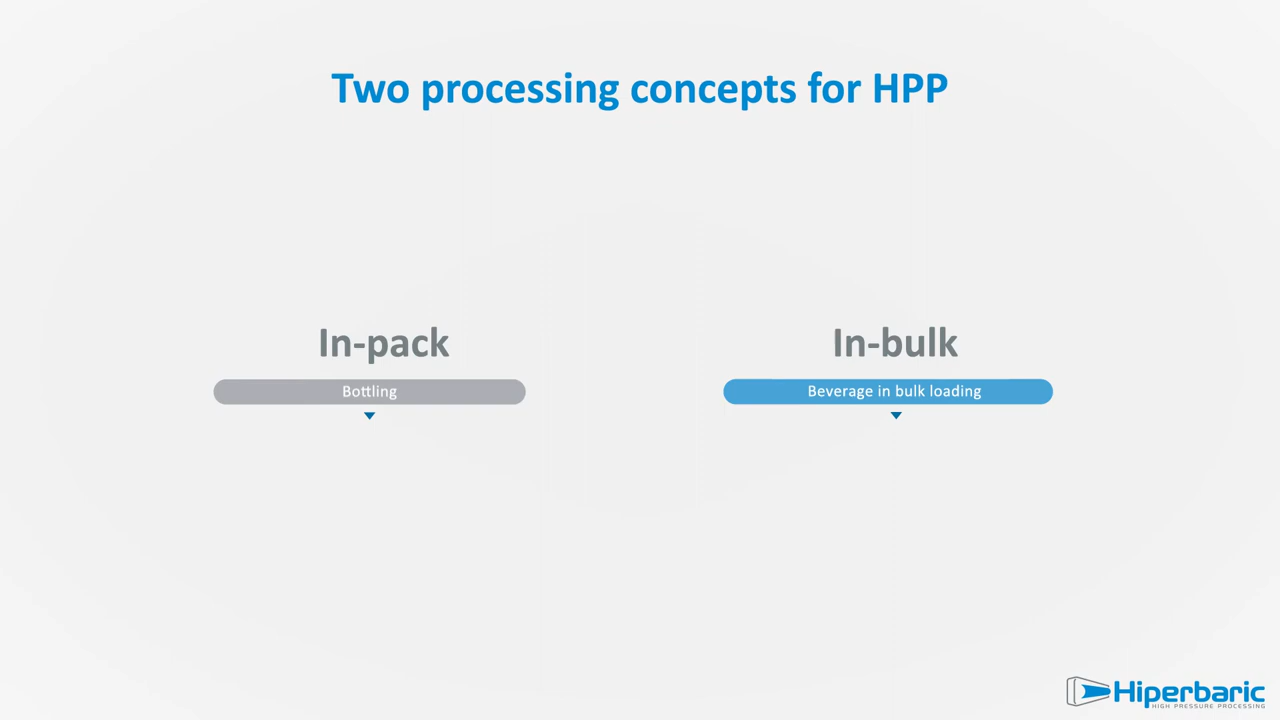 Two processing concepts for HPP
In-pack
Bottling
In-bulk
Beverage in bulk loading
Hiperbaric
HIGH PRESSURE PROCESSING